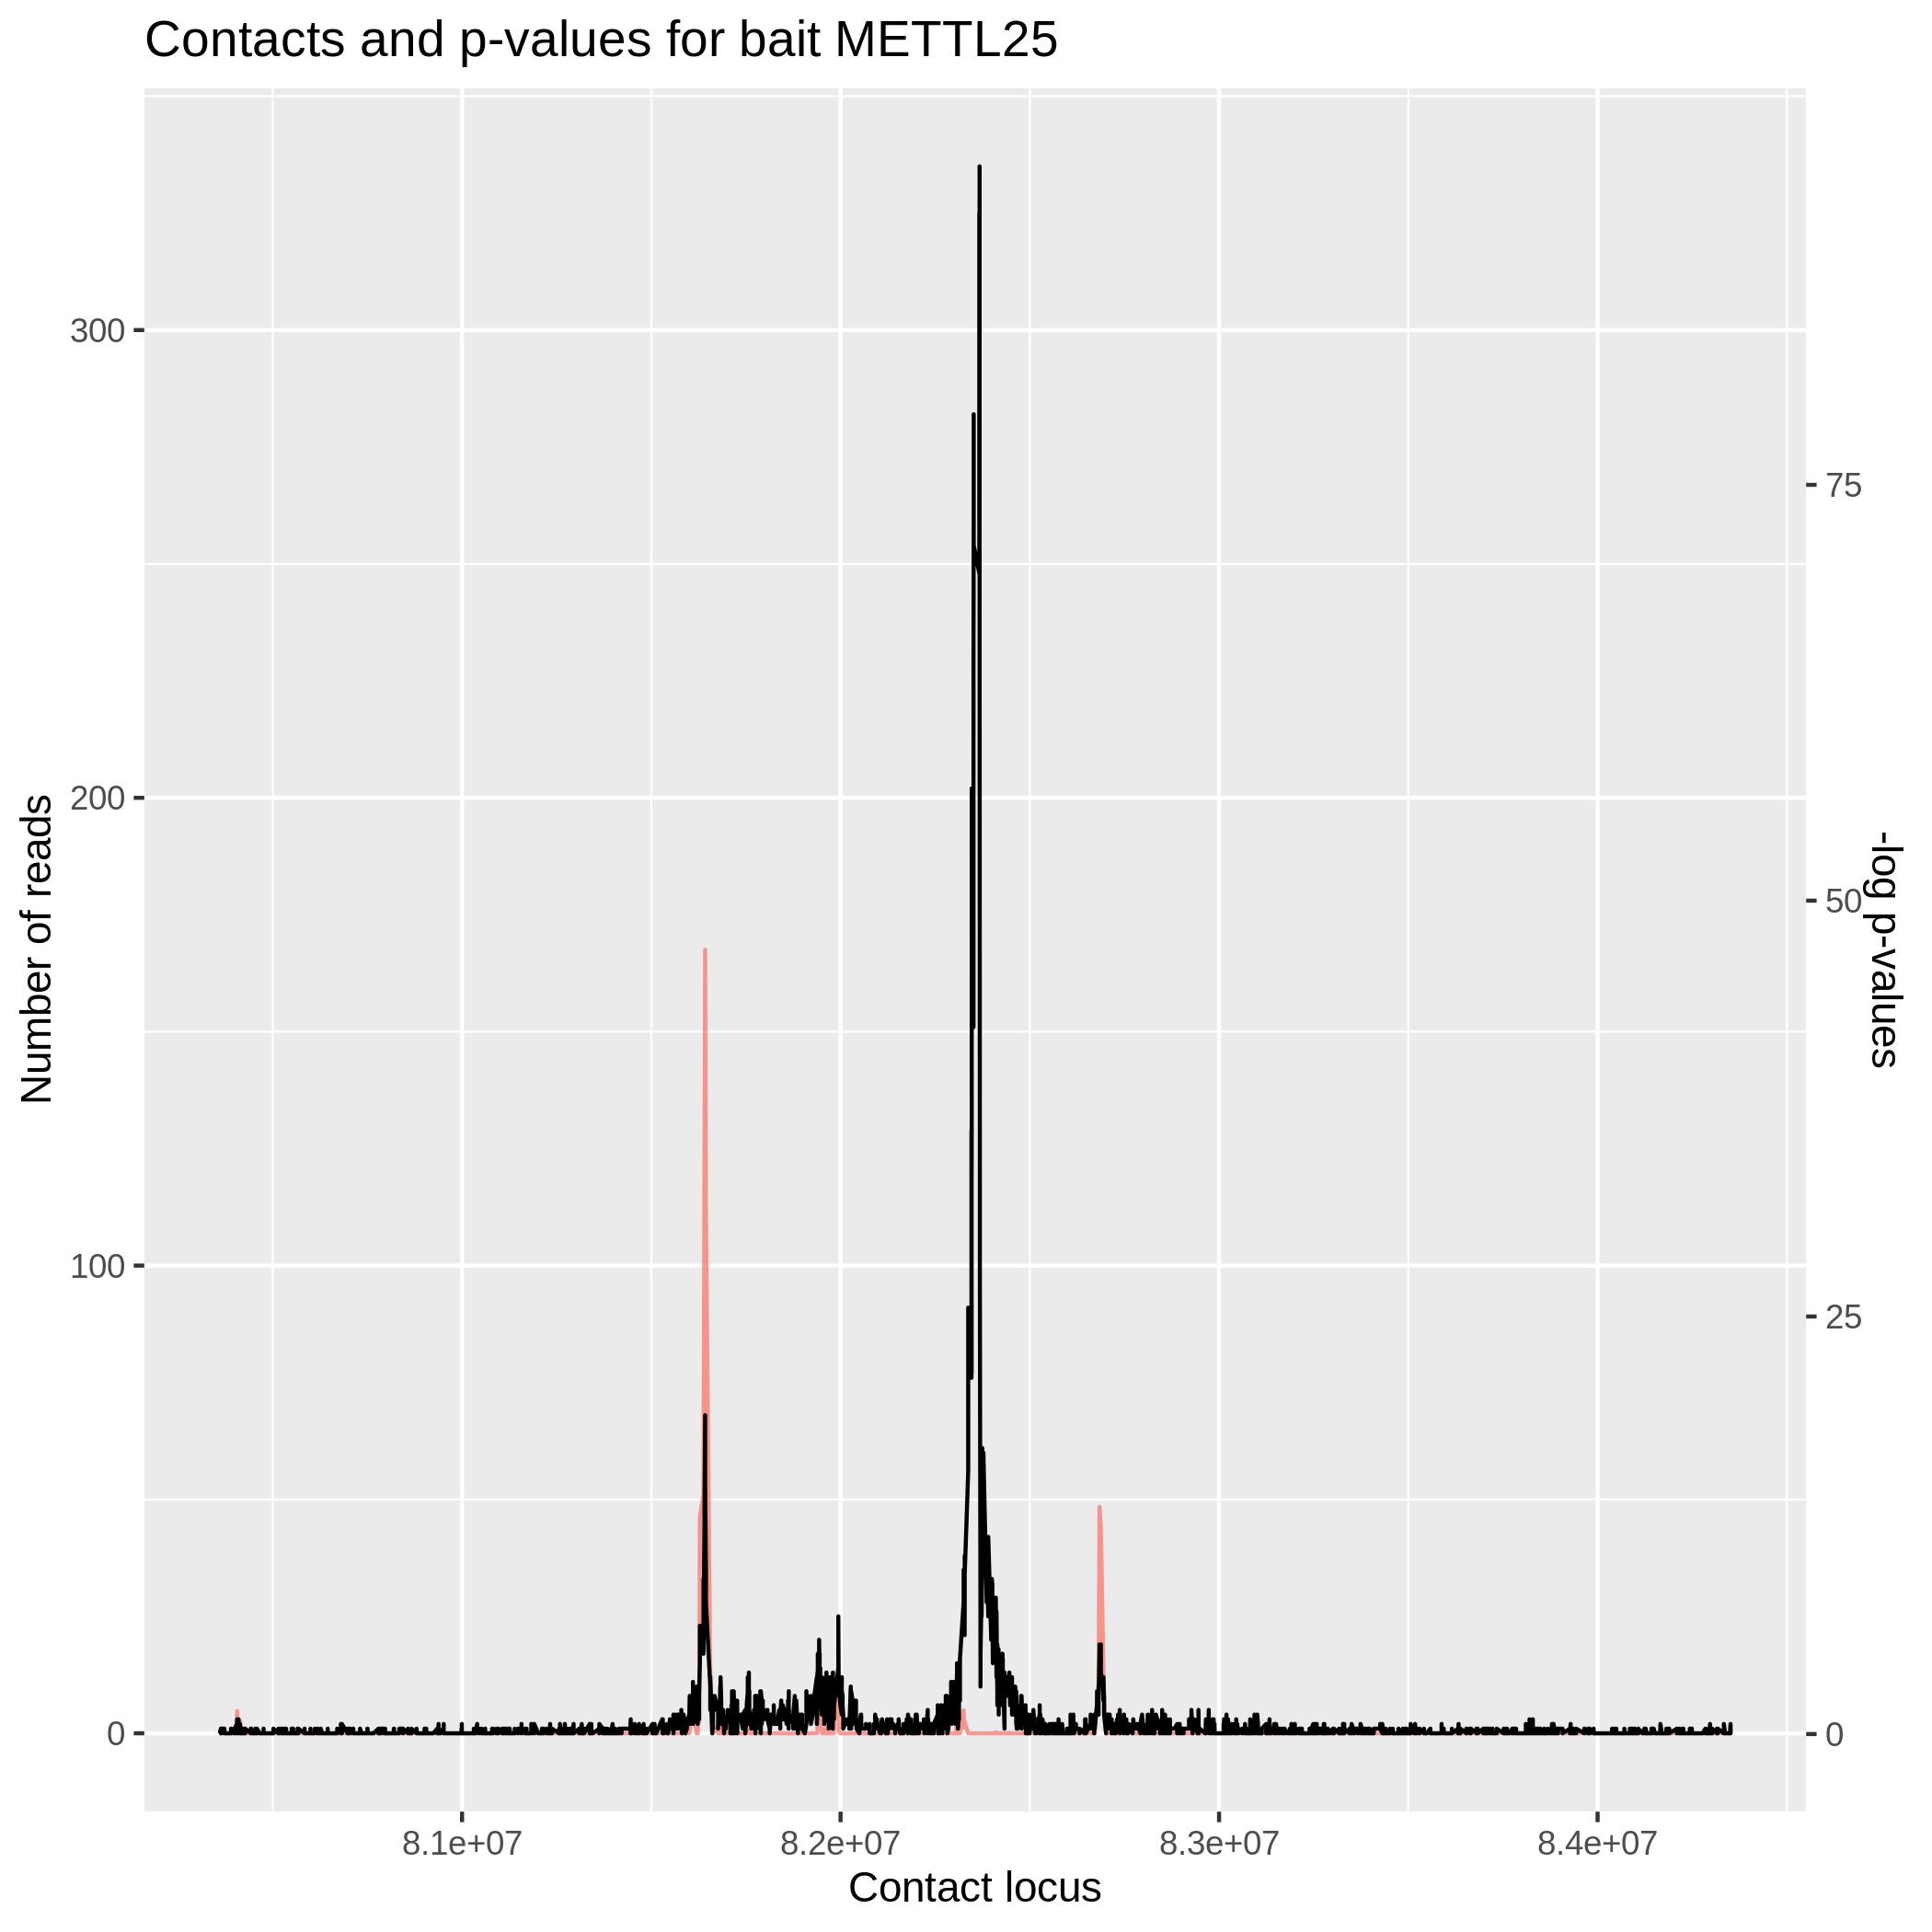 Contacts and p-values for bait METTL25
Number of reads
300
200
100
0
75
50
25
0
-log p-values
8.1e+07 8.2e+07 8.3e+07 8.4e+07
Contact locus